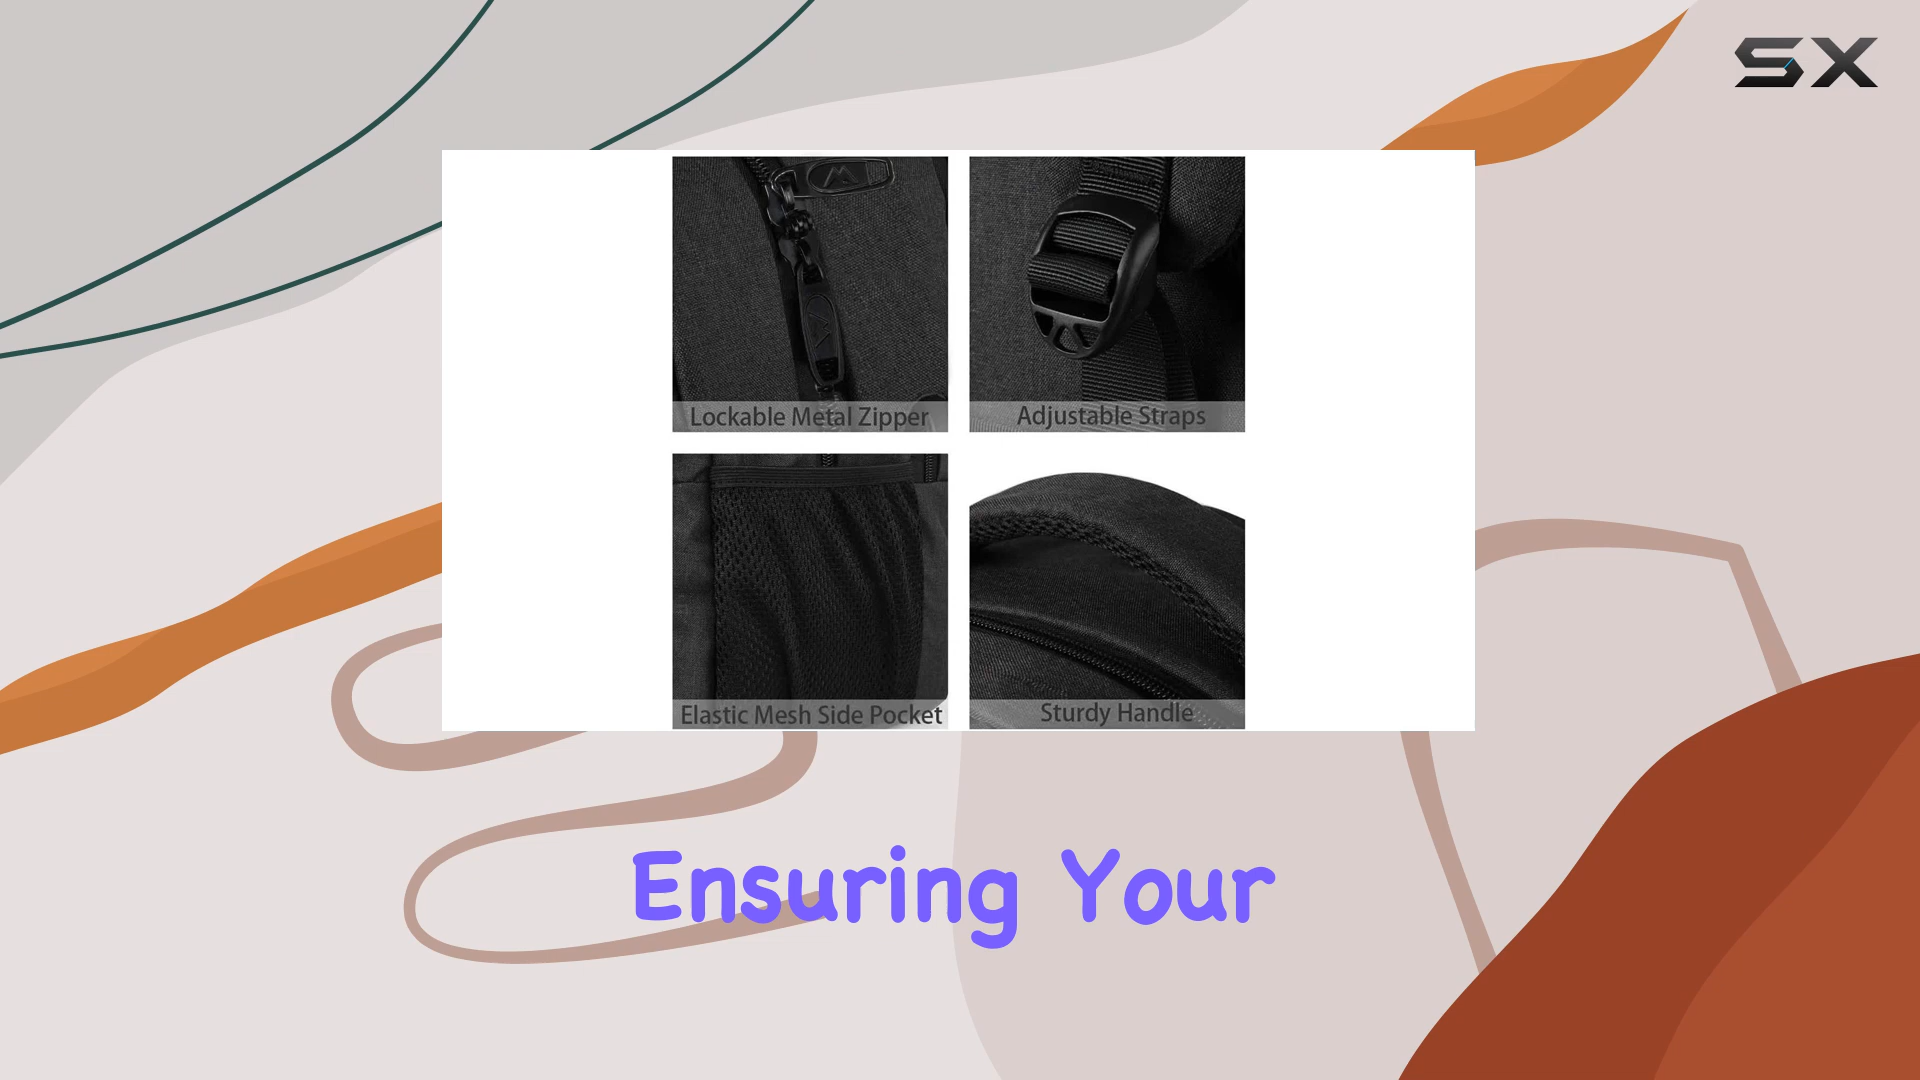 SX
Lockable Metal Zipper
Adjustable Straps
Elastic Mesh Side Pocket
Sturdy Handle
Ensuring Your